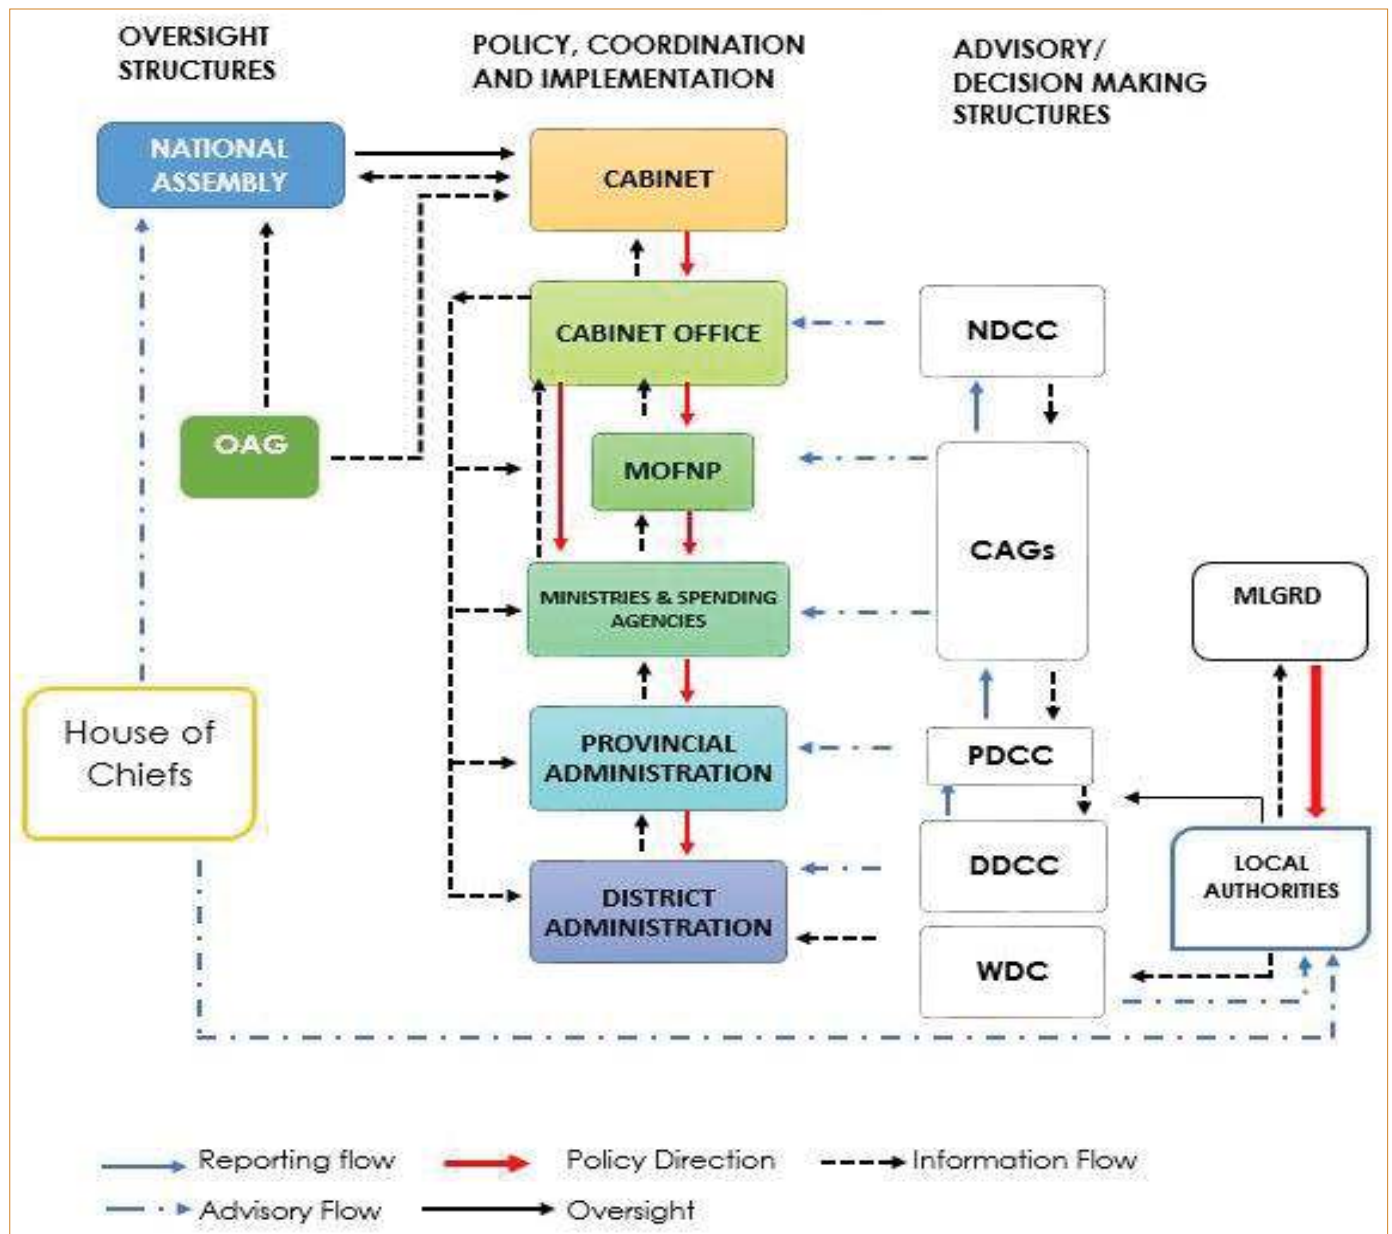 OVERSIGHT
STRUCTURES
POLICY, COORDINATION
AND IMPLEMENTATION
ADVISORY/
DECISION MAKING
STRUCTURES
NATIONAL
ASSEMBLY
CABINET
CABINET OFFICE
NDCC
OAG
MOFNP
CAGs
MINISTRIES & SPENDING
AGENCIES
MLGRD
House of
Chiefs
PROVINCIAL
ADMINISTRATION
PDCC
DISTRICT
ADMINISTRATION
DDCC
LOCAL
AUTHORITIES
WDC
Reporting flow
Policy Direction
Information Flow
Advisory Flow
Oversight